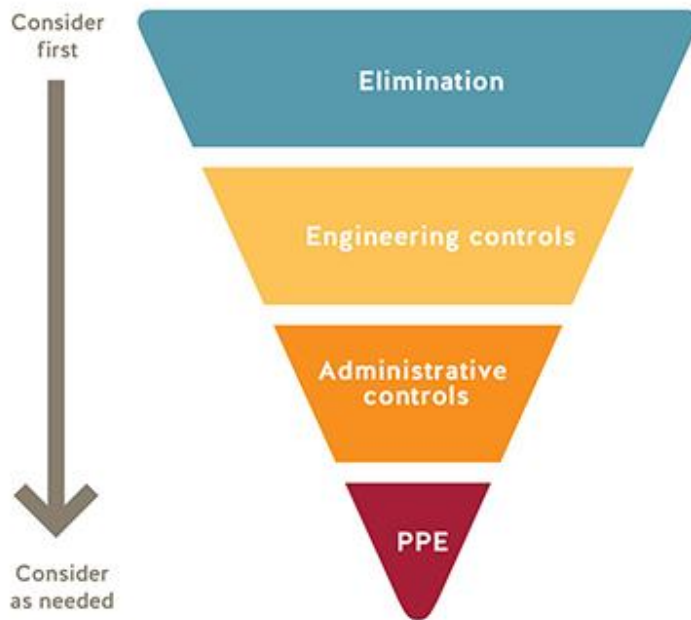 Consider
first
Elimination
Engineering controls
Administrative
controls
PPE
Consider
as needed